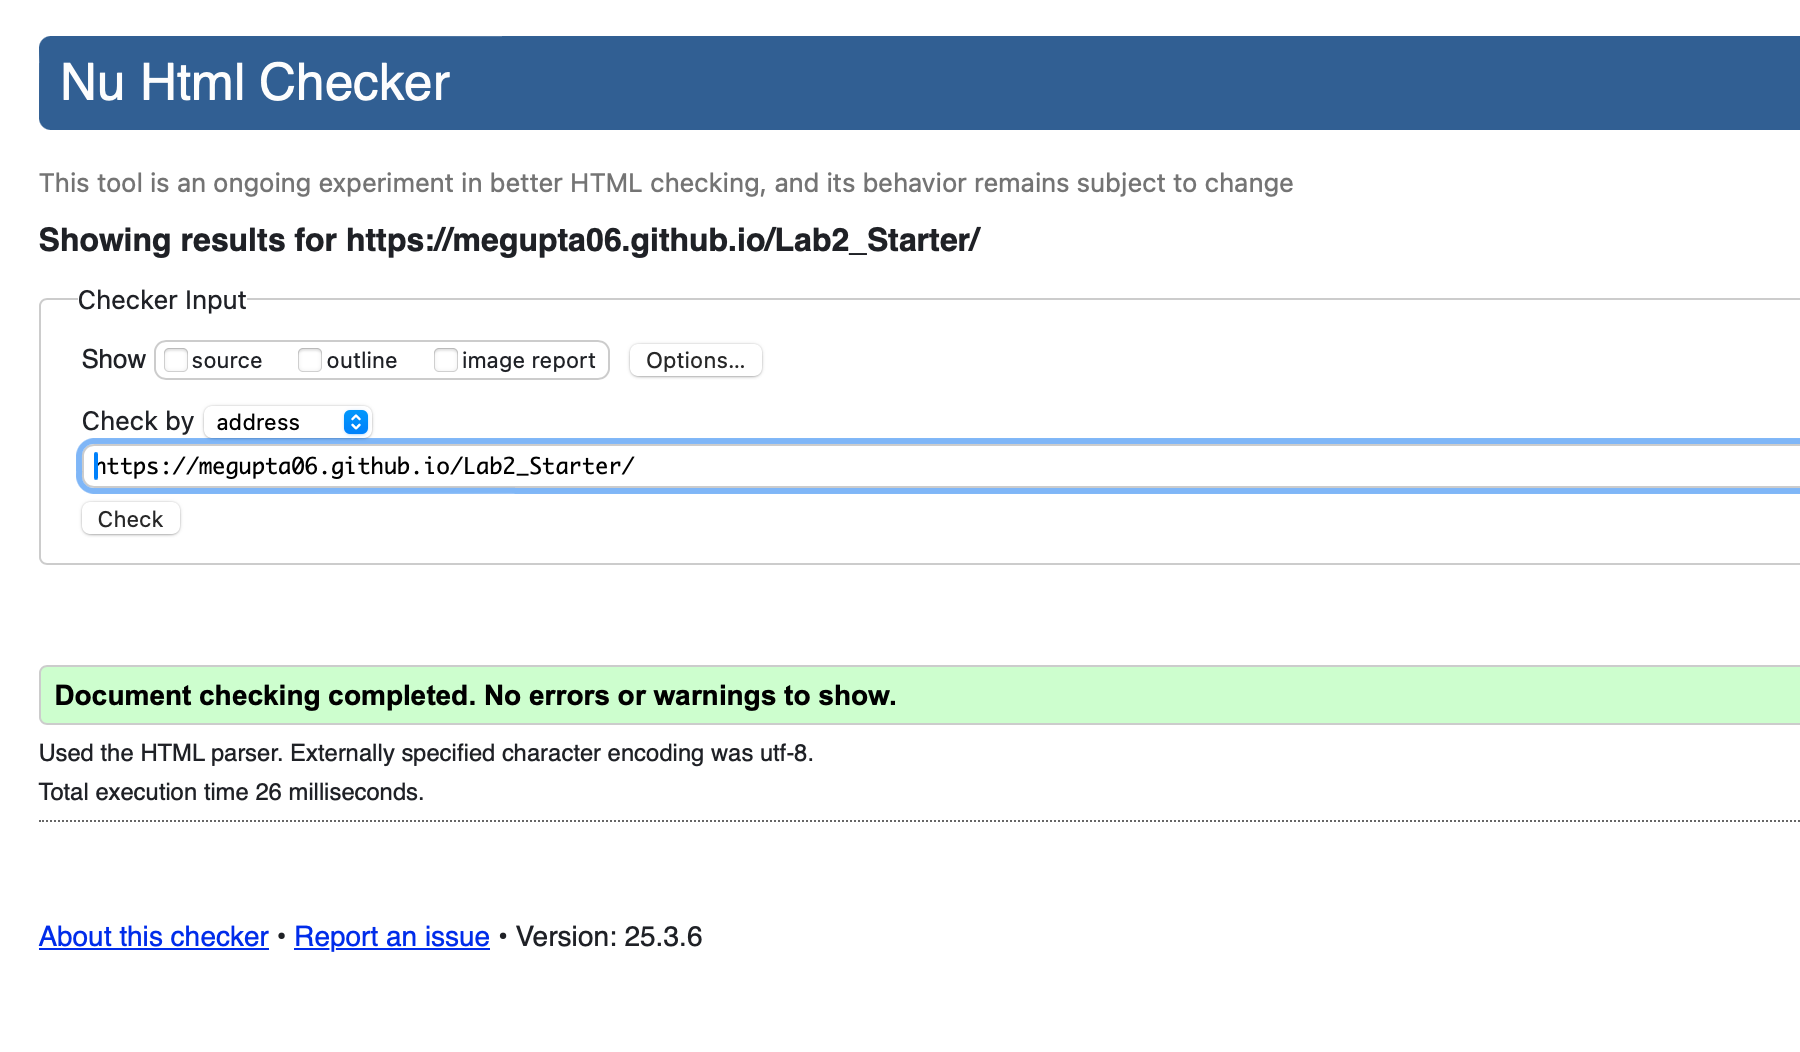 Nu Html Checker
This tool is an ongoing experiment in better HTML checking, and its behavior remains subject to change
Showing results for https://megupta06.github.io/Lab2_Starter/
Checker Input
Show source outline image report Options...
Check by address
https://megupta06.github.io/Lab2_Starter/
Check
Document checking completed. No errors or warnings to show.
Used the HTML parser. Externally specified character encoding was utf-8.
Total execution time 26 milliseconds.
About this checker • Report an issue • Version: 25.3.6